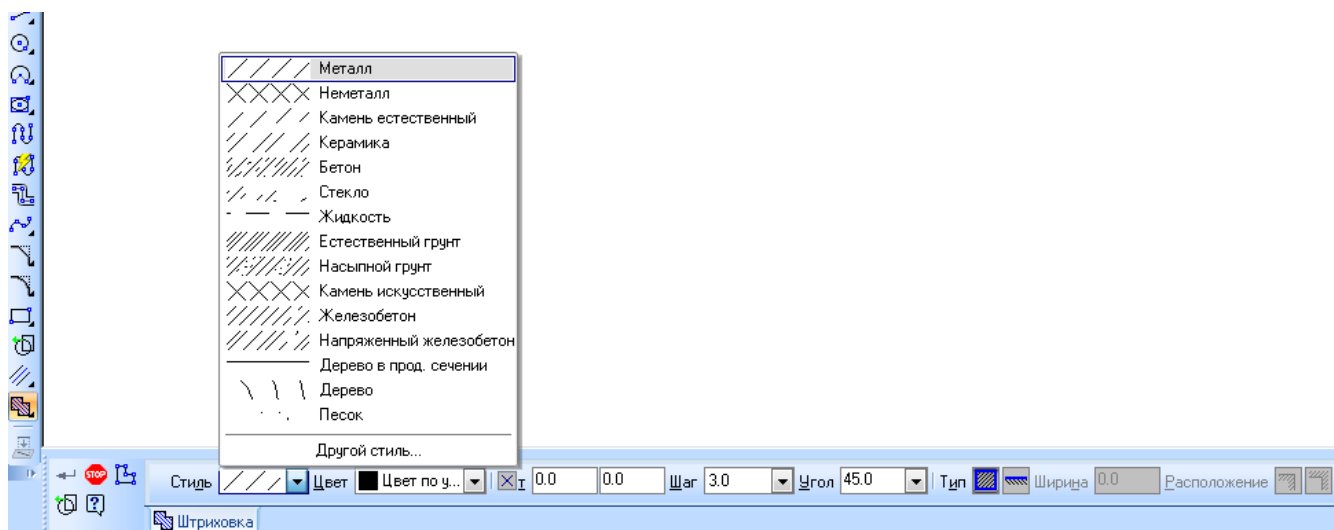 Металл
Неметалл
Камень естественный
Керамика
Бетон
Стекло
Жидкость
Естественный грунт
Насыпной грунт
Камень искусственный
Железобетон
Напряженный железобетон
Дерево в прод. сечении
Дерево
Песок
Другой стиль...
STOP Стиль Цвет Цвет по у... т 0.0 0.0 Шаг 3.0 Угол 45.0 Тип Ширина 0.0 Расположение
Штриховка